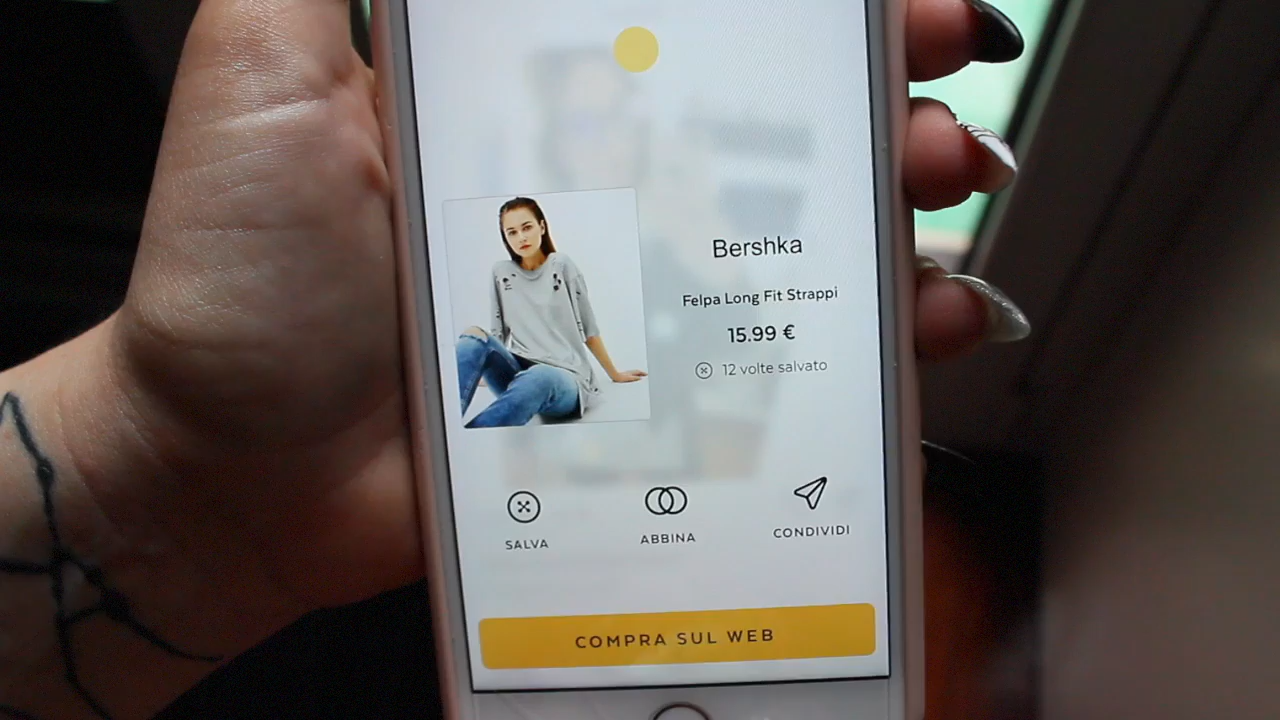 Bershka
Felpa Long Fit Strappi
15.99 €
12 volte salvato
SALVA
ABBINA
CONDIVIDI
COMPRA SUL WEB